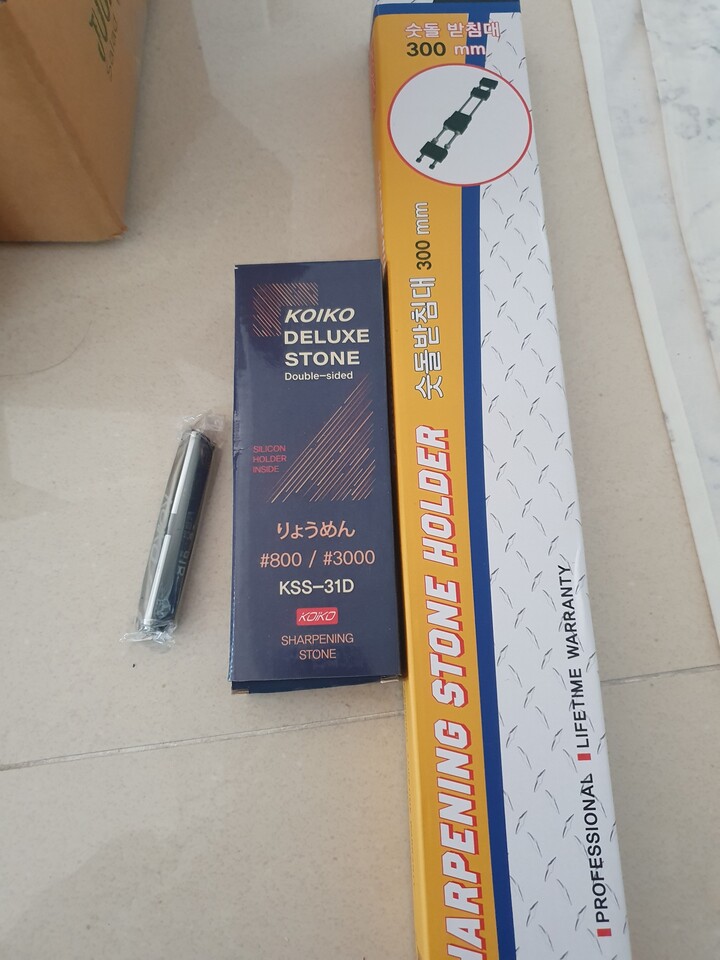 숫돌 받침대
300 mm
숫돌받침대 300 mm
HARPENING STONE HOLDER
PROFESSIONAL LIFETIME WARRANTY
KOIKO
DELUXE
STONE
Double-sided
SILICON
HOLDER
INSIDE
りょうめん
#800 / #3000
KSS-31D
KOIKO
SHARPENING
STONE